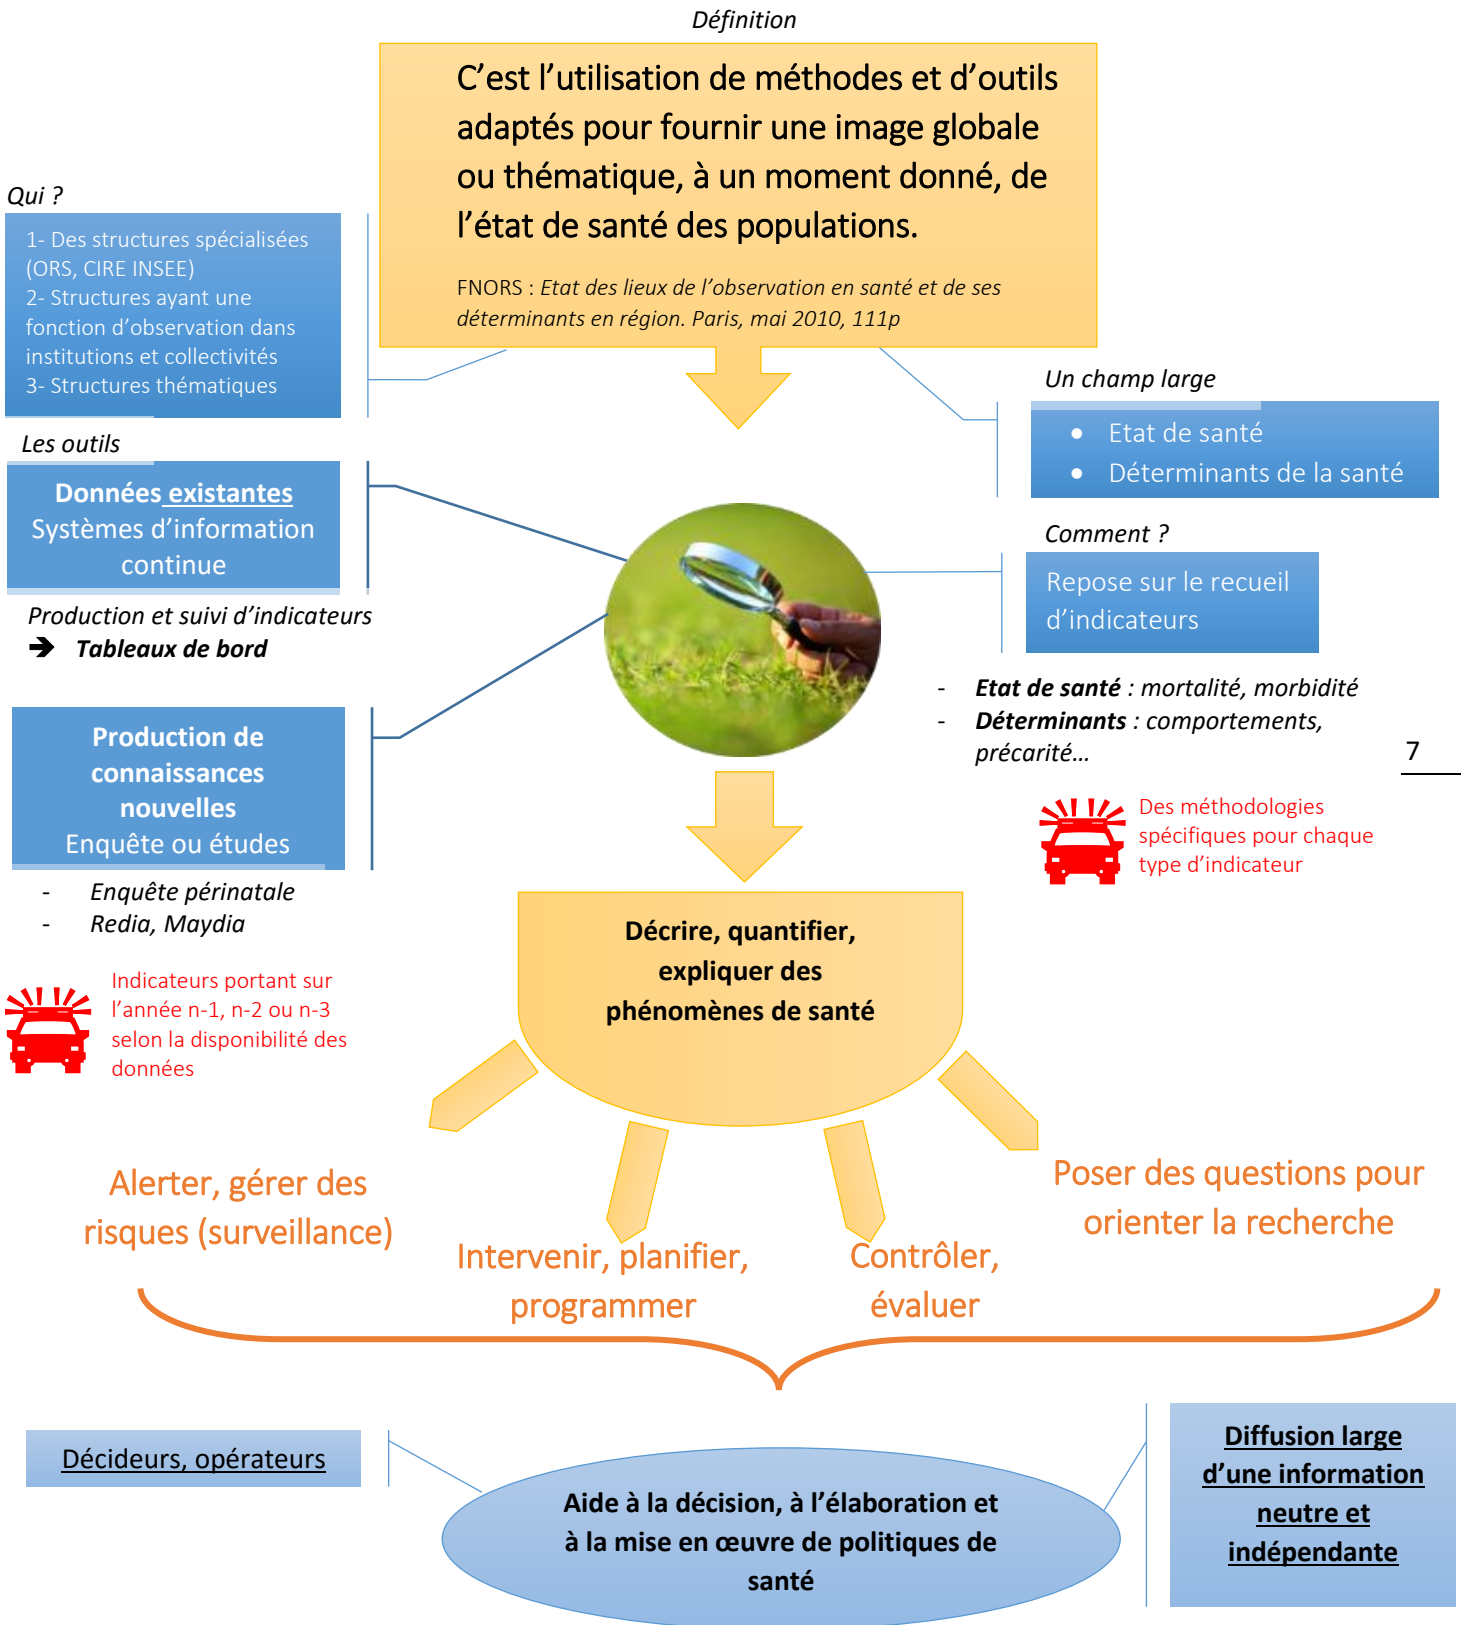 Définition
C’est l’utilisation de méthodes et d’outils
adaptés pour fournir une image globale
ou thématique, à un moment donné, de
l’état de santé des populations.
FNORS : Etat des lieux de l’observation en santé et de ses
déterminants en région. Paris, mai 2010, 111p
Qui ?
1- Des structures spécialisées
(ORS, CIRE INSEE)
2- Structures ayant une
fonction d’observation dans
institutions et collectivités
3- Structures thématiques
Un champ large
• Etat de santé
• Déterminants de la santé
Les outils
Données existantes
Systèmes d’information
continue
Production et suivi d’indicateurs
➔ Tableaux de bord
Comment ?
Repose sur le recueil
d’indicateurs
- Etat de santé : mortalité, morbidité
- Déterminants : comportements,
précarité…
7
Production de
connaissances
nouvelles
Enquête ou études
- Enquête périnatale
- Redia, Maydia
Des méthodologies
spécifiques pour chaque
type d’indicateur
Indicateurs portant sur
l’année n-1, n-2 ou n-3
selon la disponibilité des
données
Décrire, quantifier,
expliquer des
phénomènes de santé
Alerter, gérer des
risques (surveillance)
Intervenir, planifier,
programmer
Contrôler,
évaluer
Poser des questions pour
orienter la recherche
Décideurs, opérateurs
Aide à la décision, à l’élaboration et
à la mise en œuvre de politiques de
santé
Diffusion large
d’une information
neutre et
indépendante